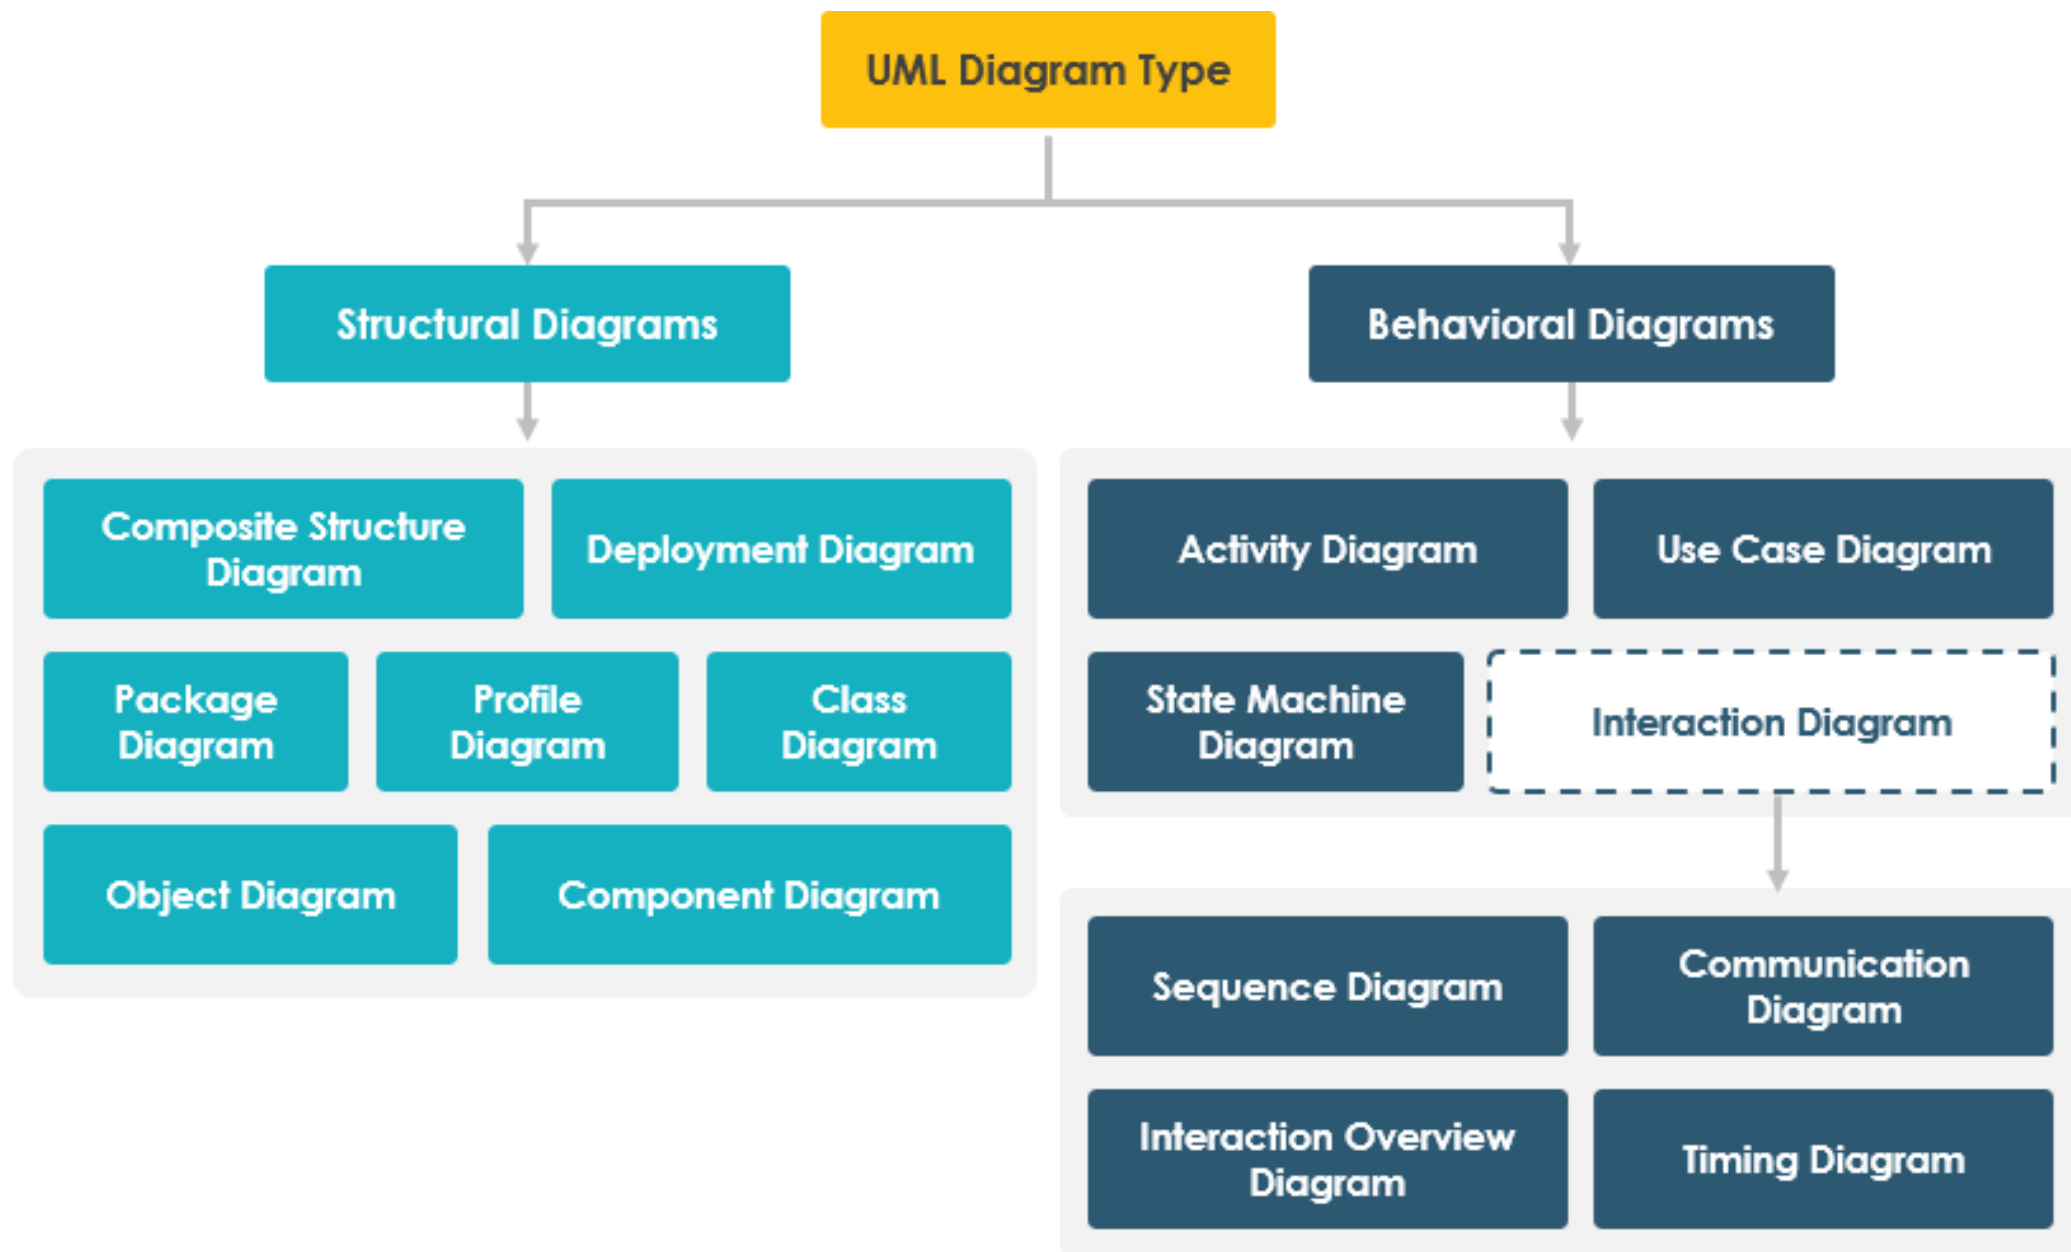 UML Diagram Type
Structural Diagrams
Behavioral Diagrams
Composite Structure
Diagram
Deployment Diagram
Package
Diagram
Profile
Diagram
Class
Diagram
Object Diagram
Component Diagram
Activity Diagram
Use Case Diagram
State Machine
Diagram
Interaction Diagram
Sequence Diagram
Communication
Diagram
Interaction Overview
Diagram
Timing Diagram